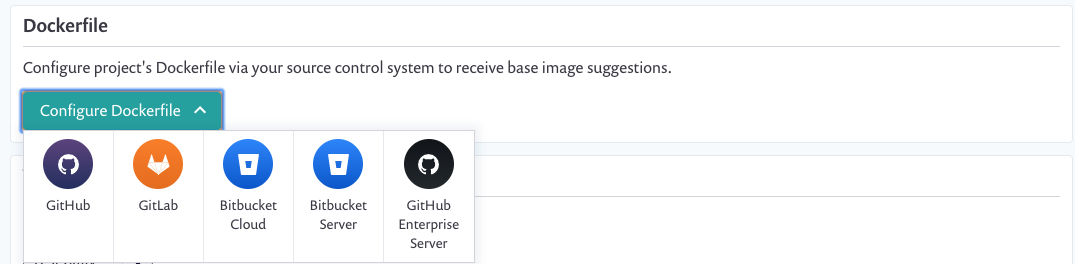 Dockerfile
Configure project's Dockerfile via your source control system to receive base image suggestions.
Configure Dockerfile
GitHub
GitLab
Bitbucket
Cloud
Bitbucket
Server
GitHub
Enterprise
Server